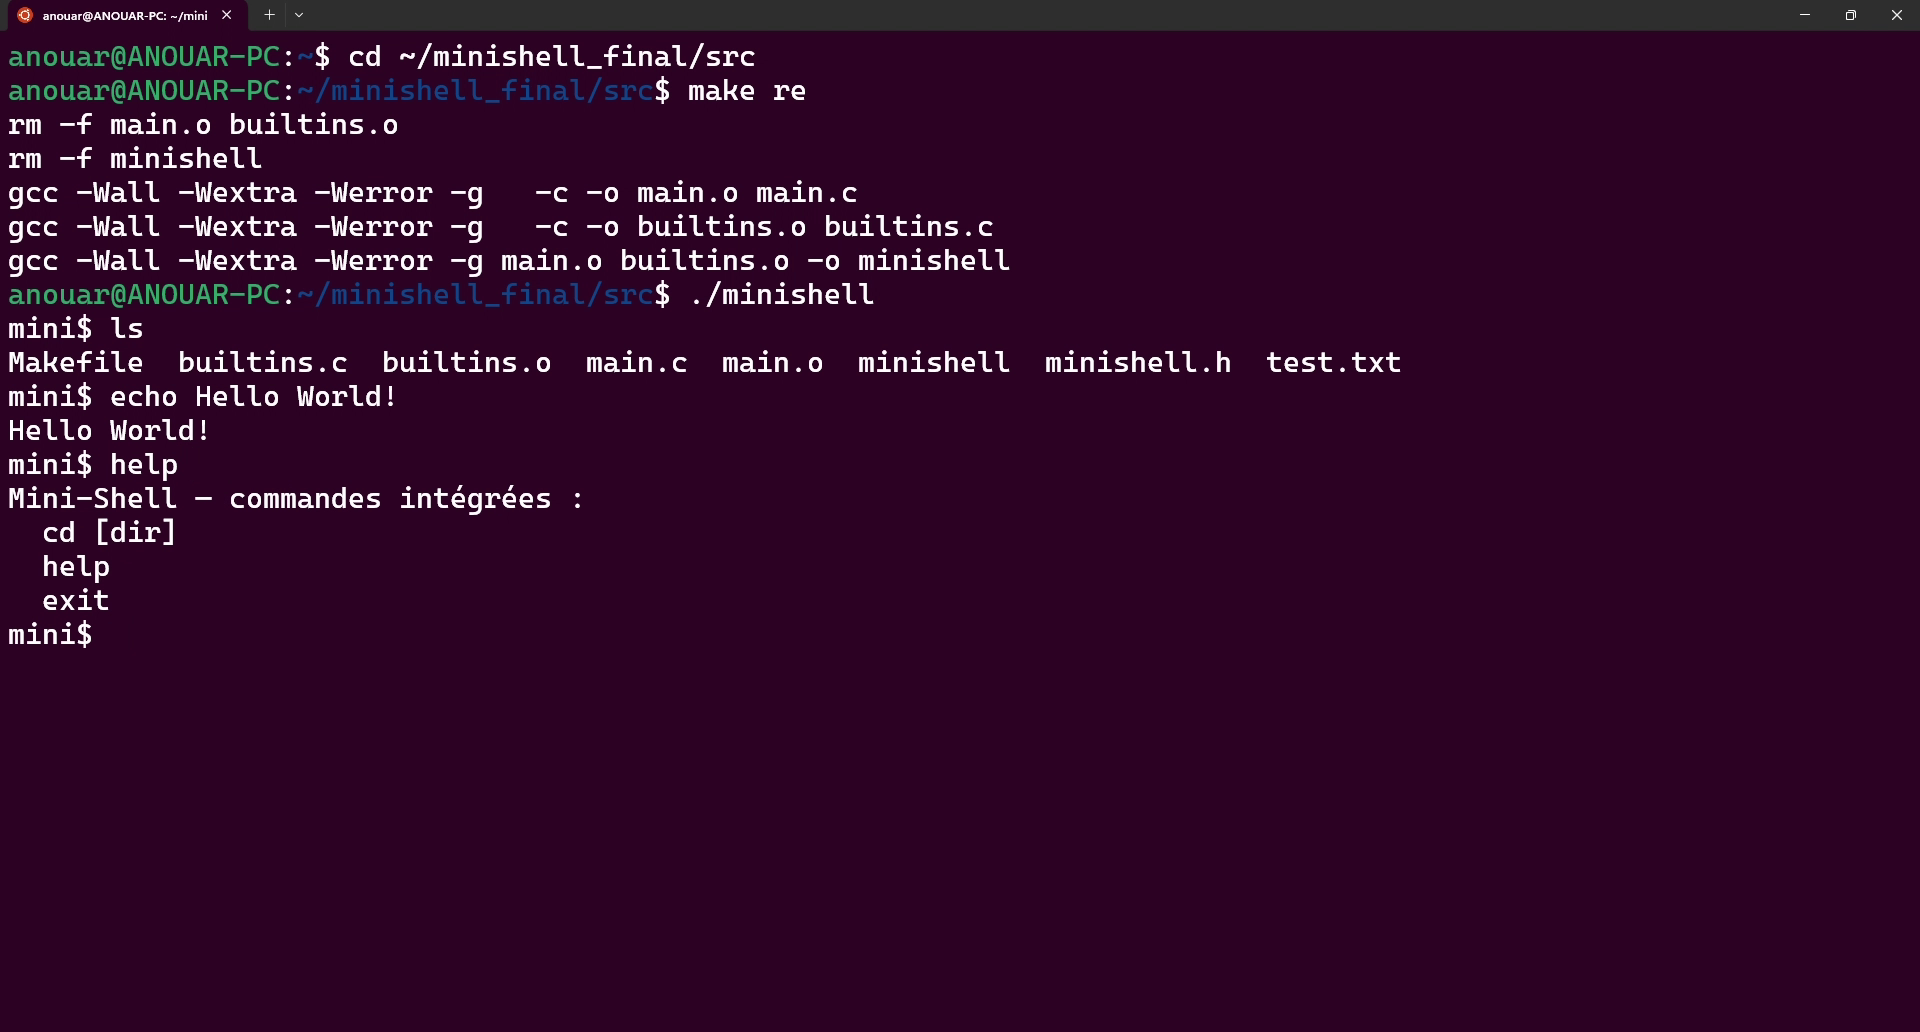 anouar@ANOUAR-PC: ~/mini
anouar@ANOUAR-PC:~$ cd ~/minishell_final/src
anouar@ANOUAR-PC:~/minishell_final/src$ make re
rm -f main.o builtins.o
rm -f minishell
gcc -Wall -Wextra -Werror -g   -c -o main.o main.c
gcc -Wall -Wextra -Werror -g   -c -o builtins.o builtins.c
gcc -Wall -Wextra -Werror -g main.o builtins.o -o minishell
anouar@ANOUAR-PC:~/minishell_final/src$ ./minishell
mini$ ls
Makefile  builtins.c  builtins.o  main.c  main.o  minishell  minishell.h  test.txt
mini$ echo Hello World!
Hello World!
mini$ help
Mini-Shell — commandes intégrées :
  cd [dir]
  help
  exit
mini$